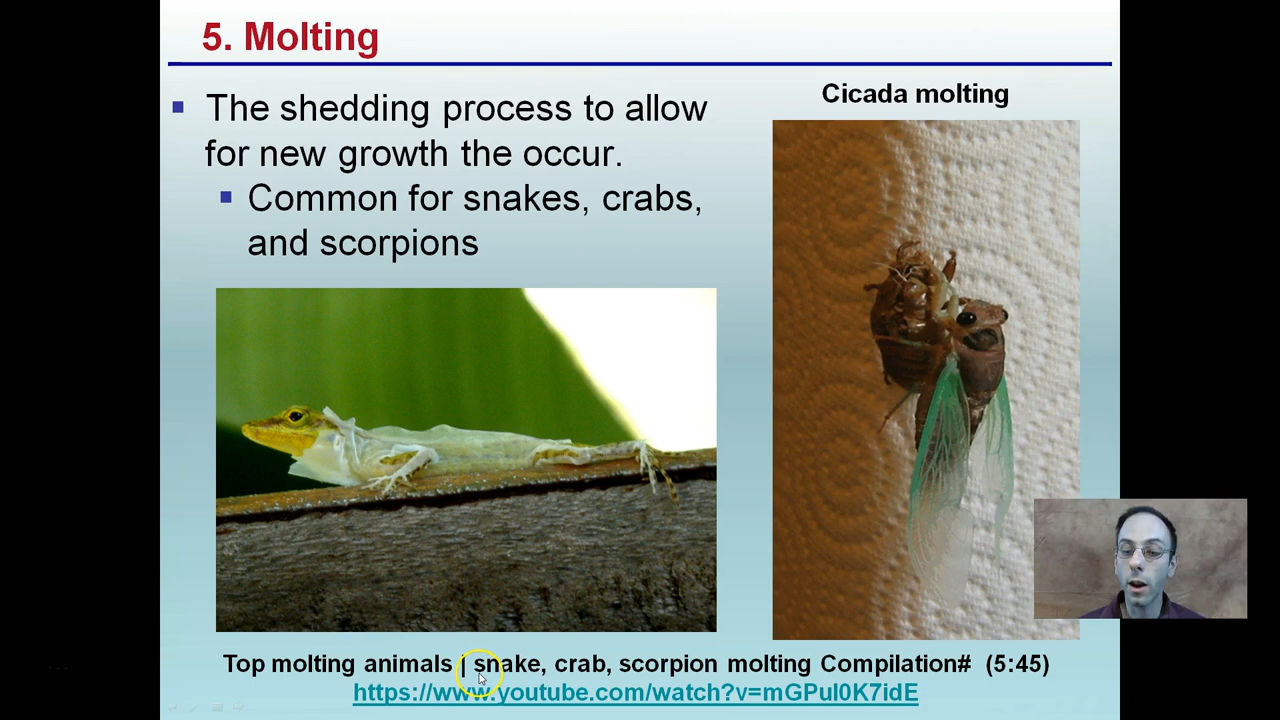 5. Molting
The shedding process to allow
for new growth the occur.
Common for snakes, crabs,
and scorpions
Cicada molting
Top molting animals | snake, crab, scorpion molting Compilation# (5:45)
https://www.youtube.com/watch?v=mGPul0K7idE